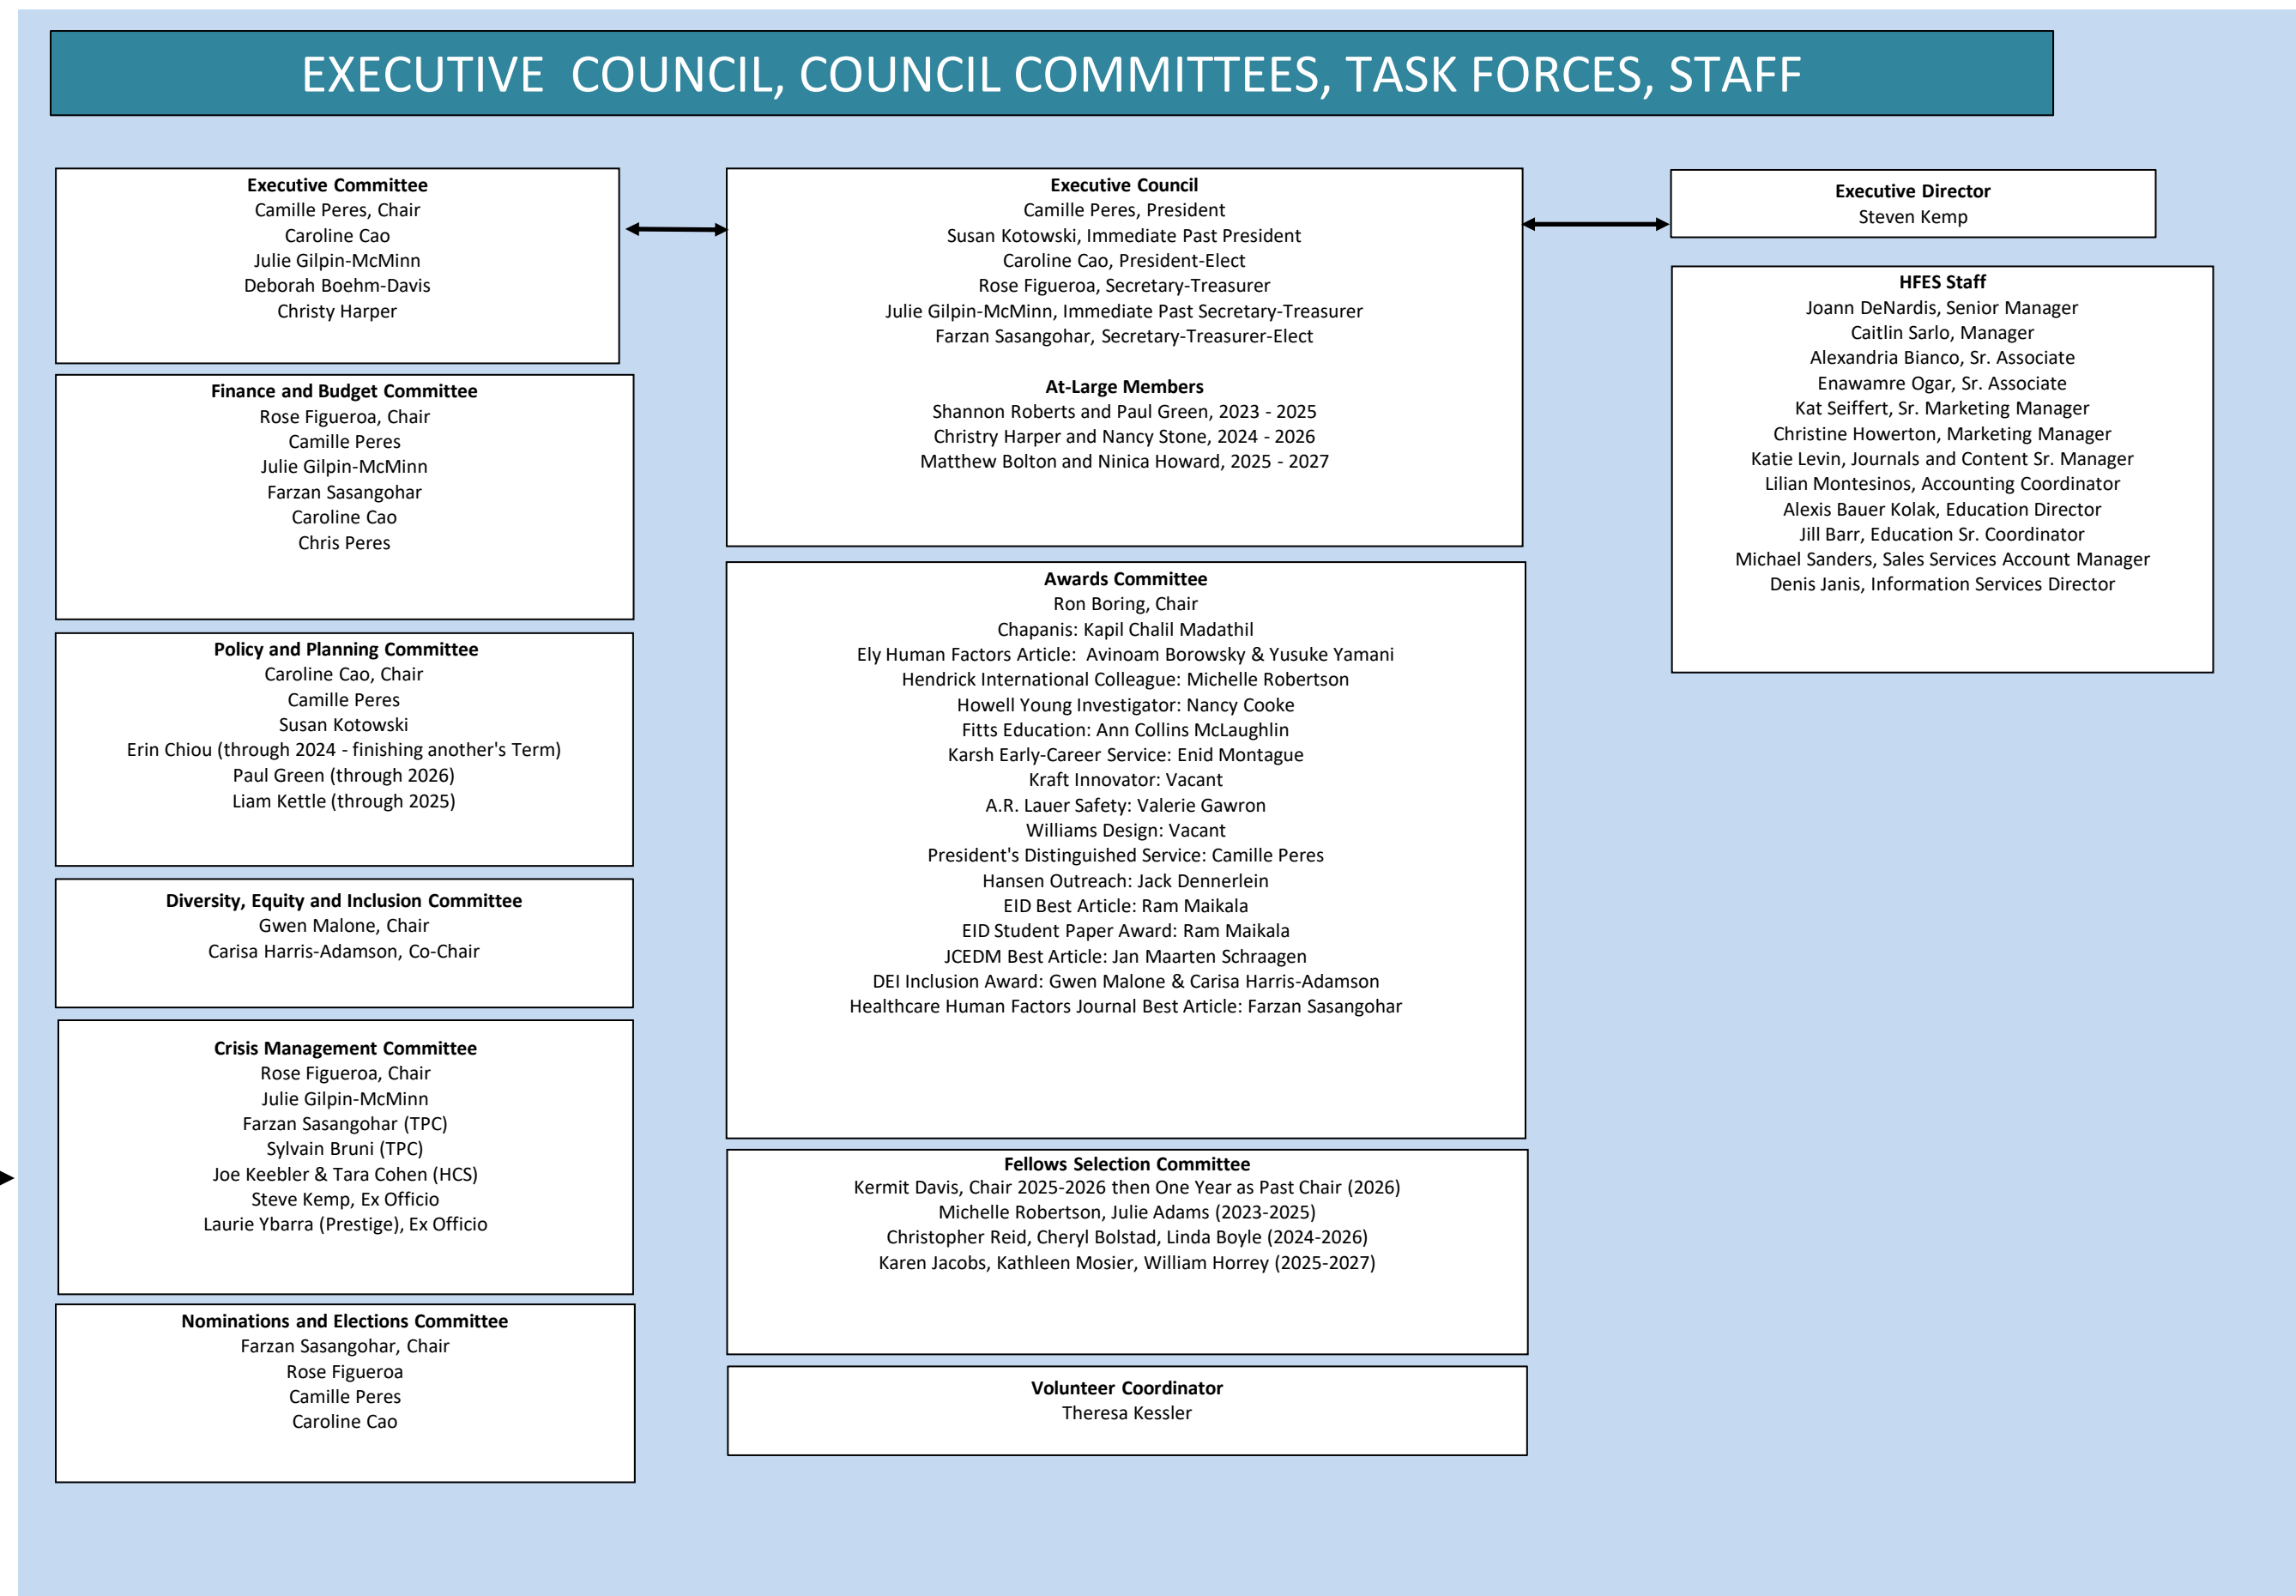 EXECUTIVE  COUNCIL, COUNCIL COMMITTEES, TASK FORCES, STAFF
Executive Committee
Camille Peres, Chair
Caroline Cao
Julie Gilpin-McMinn
Deborah Boehm-Davis
Christy Harper
Finance and Budget Committee
Rose Figueroa, Chair
Camille Peres
Julie Gilpin-McMinn
Farzan Sasangohar
Caroline Cao
Chris Peres
Policy and Planning Committee
Caroline Cao, Chair
Camille Peres
Susan Kotowski
Erin Chiou (through 2024 - finishing another's Term)
Paul Green (through 2026)
Liam Kettle (through 2025)
Diversity, Equity and Inclusion Committee
Gwen Malone, Chair
Carisa Harris-Adamson, Co-Chair
Crisis Management Committee
Rose Figueroa, Chair
Julie Gilpin-McMinn
Farzan Sasangohar (TPC)
Sylvain Bruni (TPC)
Joe Keebler & Tara Cohen (HCS)
Steve Kemp, Ex Officio
Laurie Ybarra (Prestige), Ex Officio
Nominations and Elections Committee
Farzan Sasangohar, Chair
Rose Figueroa
Camille Peres
Caroline Cao
Executive Council
Camille Peres, President
Susan Kotowski, Immediate Past President
Caroline Cao, President-Elect
Rose Figueroa, Secretary-Treasurer
Julie Gilpin-McMinn, Immediate Past Secretary-Treasurer
Farzan Sasangohar, Secretary-Treasurer-Elect
At-Large Members
Shannon Roberts and Paul Green, 2023 - 2025
Christry Harper and Nancy Stone, 2024 - 2026
Matthew Bolton and Ninica Howard, 2025 - 2027
Awards Committee
Ron Boring, Chair
Chapanis: Kapil Chalil Madathil
Ely Human Factors Article:  Avinoam Borowsky & Yusuke Yamani
Hendrick International Colleague: Michelle Robertson
Howell Young Investigator: Nancy Cooke
Fitts Education: Ann Collins McLaughlin
Karsh Early-Career Service: Enid Montague
Kraft Innovator: Vacant
A.R. Lauer Safety: Valerie Gawron
Williams Design: Vacant
President's Distinguished Service: Camille Peres
Hansen Outreach: Jack Dennerlein
EID Best Article: Ram Maikala
EID Student Paper Award: Ram Maikala
JCEDM Best Article: Jan Maarten Schraagen
DEI Inclusion Award: Gwen Malone & Carisa Harris-Adamson
Healthcare Human Factors Journal Best Article: Farzan Sasangohar
Fellows Selection Committee
Kermit Davis, Chair 2025-2026 then One Year as Past Chair (2026)
Michelle Robertson, Julie Adams (2023-2025)
Christopher Reid, Cheryl Bolstad, Linda Boyle (2024-2026)
Karen Jacobs, Kathleen Mosier, William Horrey (2025-2027)
Volunteer Coordinator
Theresa Kessler
Executive Director
Steven Kemp
HFES Staff
Joann DeNardis, Senior Manager
Caitlin Sarlo, Manager
Alexandria Bianco, Sr. Associate
Enawamre Ogar, Sr. Associate
Kat Seiffert, Sr. Marketing Manager
Christine Howerton, Marketing Manager
Katie Levin, Journals and Content Sr. Manager
Lilian Montesinos, Accounting Coordinator
Alexis Bauer Kolak, Education Director
Jill Barr, Education Sr. Coordinator
Michael Sanders, Sales Services Account Manager
Denis Janis, Information Services Director